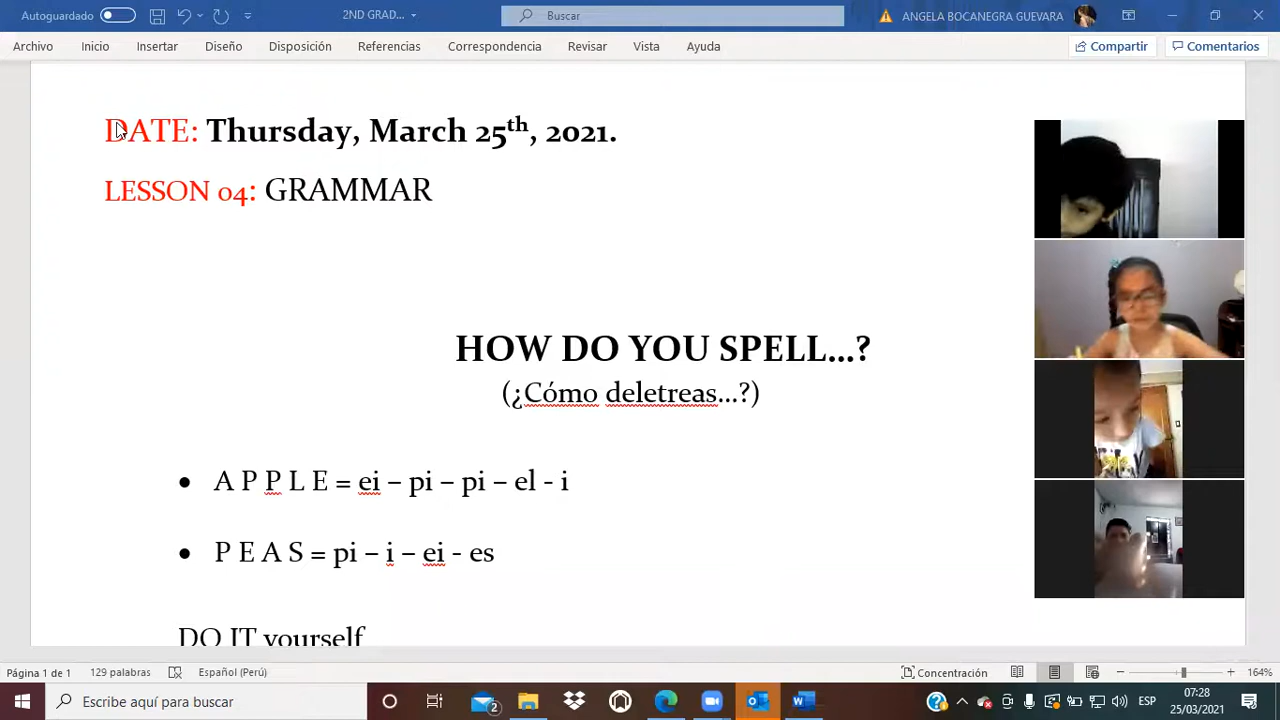 Autoguardado
2ND GRAD...
Buscar
ANGELA BOCANEGRA GUEVARA
Archivo Inicio Insertar Diseño Disposición Referencias Correspondencia Revisar Vista Ayuda
Compartir Comentarios
DATE: Thursday, March 25th, 2021.
LESSON 04: GRAMMAR
HOW DO YOU SPELL...?
(¿Cómo deletreas...?)
• A P P L E = ei – pi – pi – el - i
• P E A S = pi – i – ei - es
DO IT yourself
Página 1 de 1 129 palabras Español (Perú) Concentración 164%
Escribe aquí para buscar
2
ESP
07:28
25/03/2021